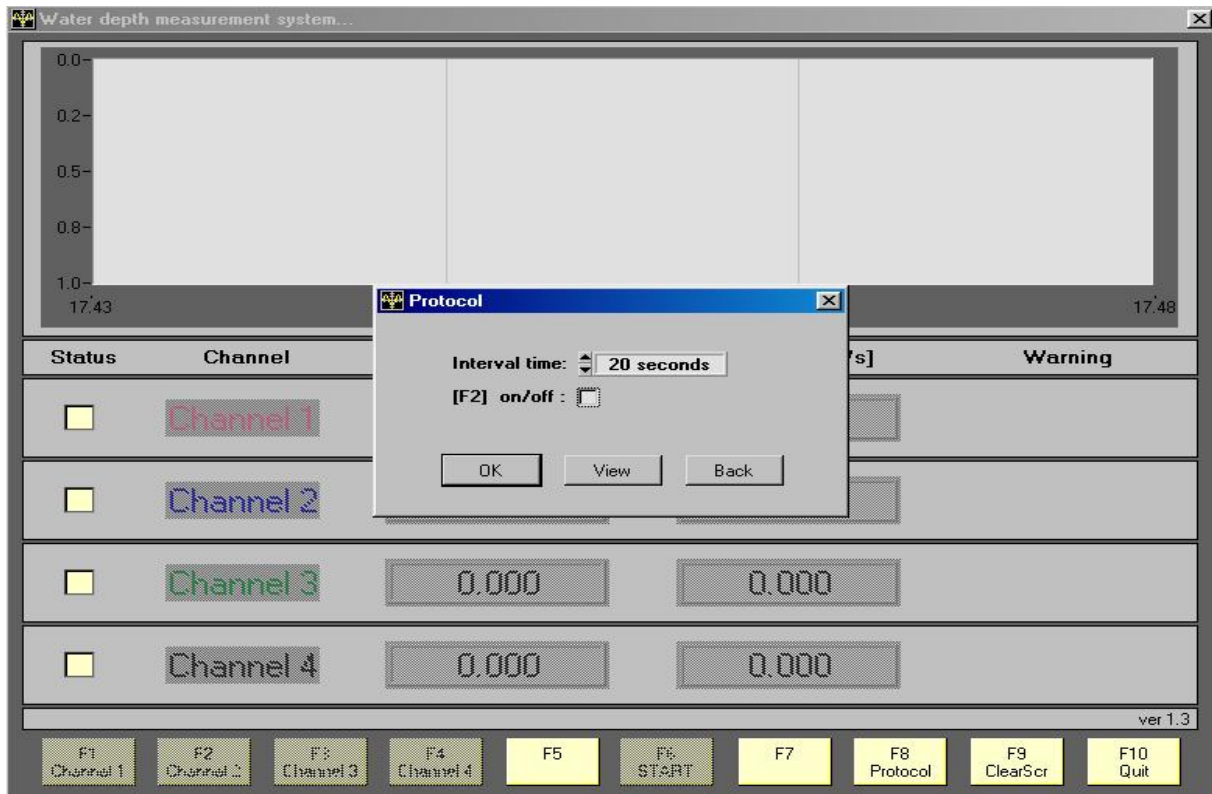 Water depth measurement system...
0.0
0.2
0.5
0.8
1.0
17:43
17:48
Protocol
Interval time: 20 seconds
[F2] on/off :
OK View Back
Status Channel 's] Warning
Channel 1
Channel 2
Channel 3 0.000 0.000
Channel 4 0.000 0.000
ver 1.3
F1 F2 F3 F4 F5 F6 F7 F8 F9 F10
Channel 1 Channel 2 Channel 3 Channel 4 START Protocol ClearScr Quit